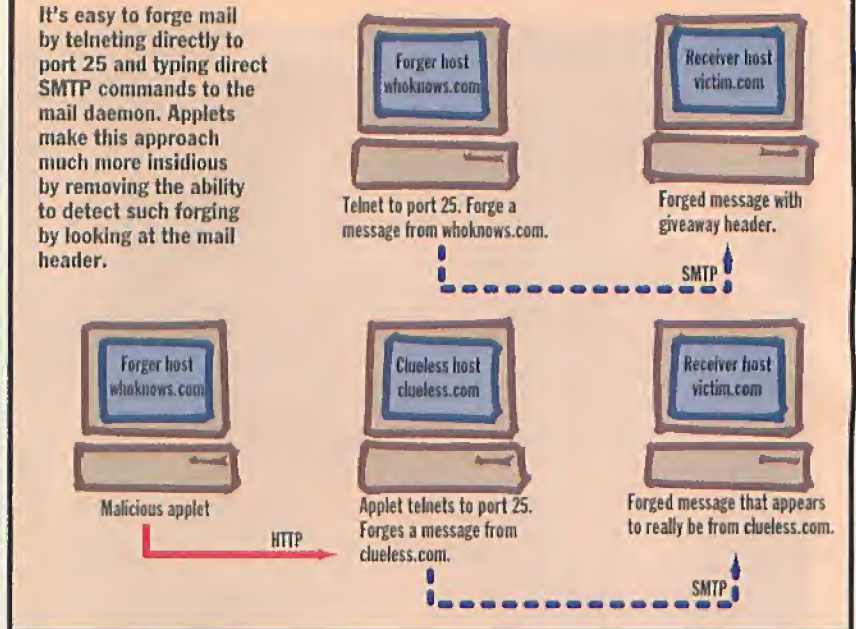 It's easy to forge mail
by telneting directly to
port 25 and typing direct
SMTP commands to the
mail daemon. Applets
make this approach
much more insidious
by removing the ability
to detect such forging
by looking at the mail
header.
Forger host
whoknows.com
Telnet to port 25. Forge a
message from whoknows.com.
Receiver host
victim.com
Forged message with
giveaway header.
SMTP
Forger host
whoknows.com
Malicious applet
HTTP
Clueless host
clueless.com
Applet telnets to port 25.
Forges a message from
clueless.com.
Receiver host
victim.com
Forged message that appears
to really be from clueless.com.
SMTP